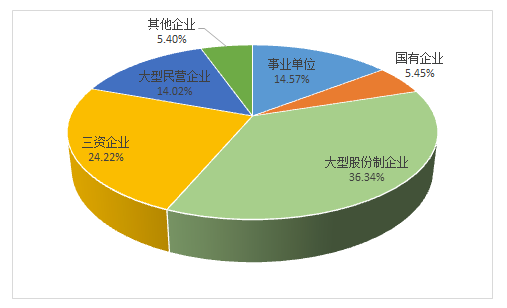 其他企业
5.40%
事业单位
14.57%
国有企业
5.45%
大型民营企业
14.02%
三资企业
24.22%
大型股份制企业
36.34%